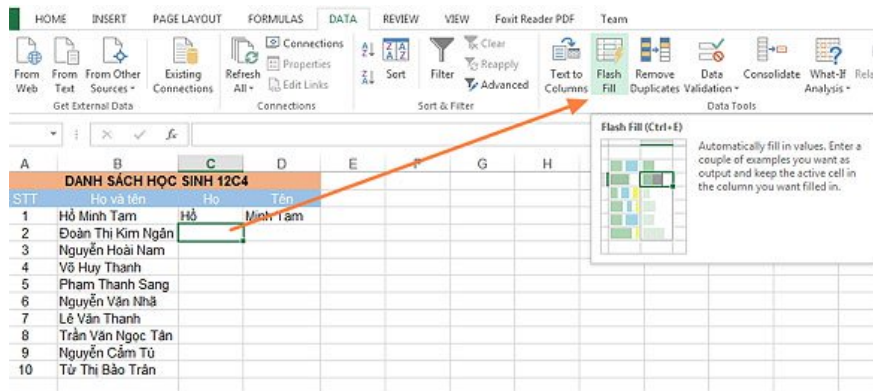 HOME INSERT PAGE LAYOUT FORMULAS DATA REVIEW VIEW Foxit Reader PDF Team
From Web
From Text
From Other Sources
Existing Connections
Get External Data
Refresh All
Connections
Properties
Edit Links
Connections
Sort
Filter
Clear
Reapply
Advanced
Sort & Filter
Text to Columns
Flash Fill
Remove Duplicates
Data Validation
Consolidate
What-If Analysis
Rela
Data Tools
fx
Flash Fill (Ctrl+E)
Automatically fill in values. Enter a
couple of examples you want as
output and keep the active cell in
the column you want filled in.
A B C D E F G H
DANH SÁCH HỌC SINH 12C4
STT Họ và tên Họ Tên
1 Hồ Minh Tam Hồ Minh Tam
2 Đoàn Thị Kim Ngân
3 Nguyễn Hoài Nam
4 Võ Huy Thanh
5 Phạm Thanh Sang
6 Nguyễn Văn Nhã
7 Lê Văn Thanh
8 Trần Văn Ngọc Tân
9 Nguyễn Cẩm Tú
10 Từ Thị Bảo Trân